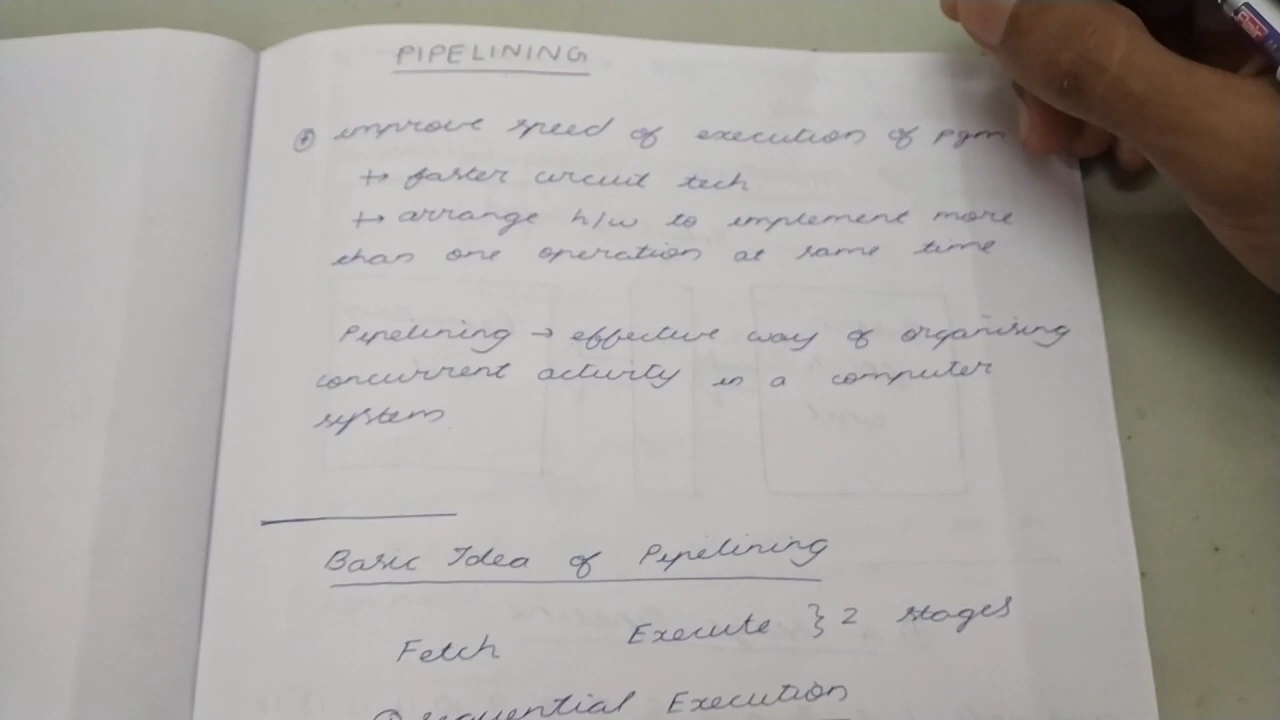 PIPELINING
improve speed of execution of pgm
↦ faster circuit tech
↦ arrange h/w to implement more
than one operation at same time
Pipelining → effective way of organising
concurrent activity in a computer
system
Basic Idea of Pipelining
Fetch Execute } 2 stages
sequential Execution